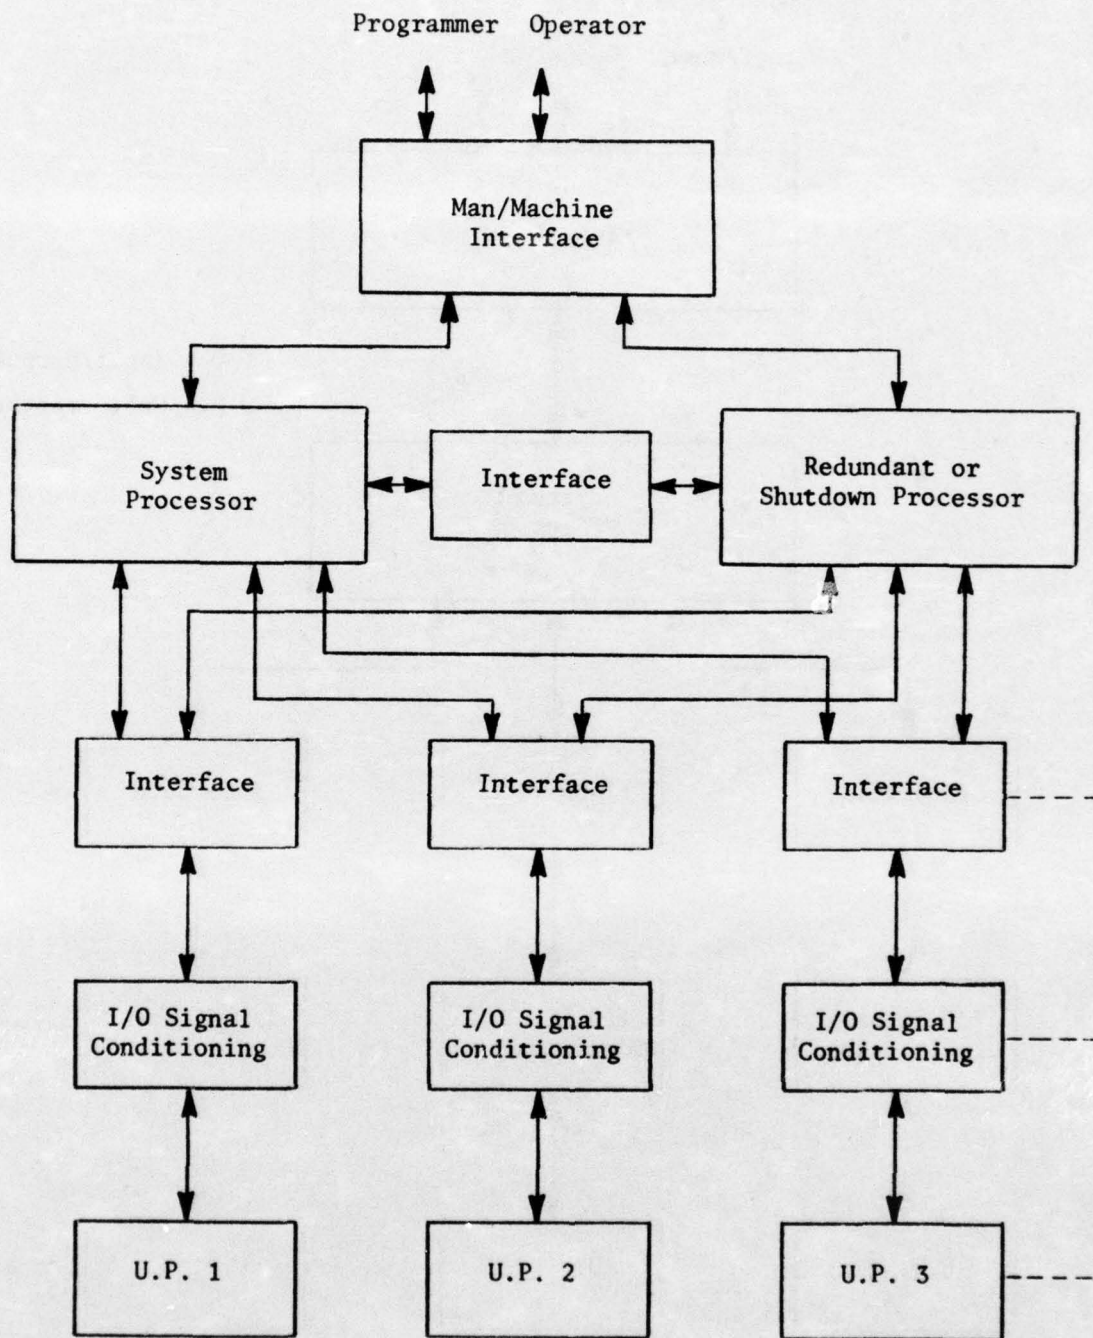 Programmer Operator
Man/Machine
Interface
System
Processor
Interface
Redundant or
Shutdown Processor
Interface
Interface
Interface
I/O Signal
Conditioning
I/O Signal
Conditioning
I/O Signal
Conditioning
U.P. 1
U.P. 2
U.P. 3